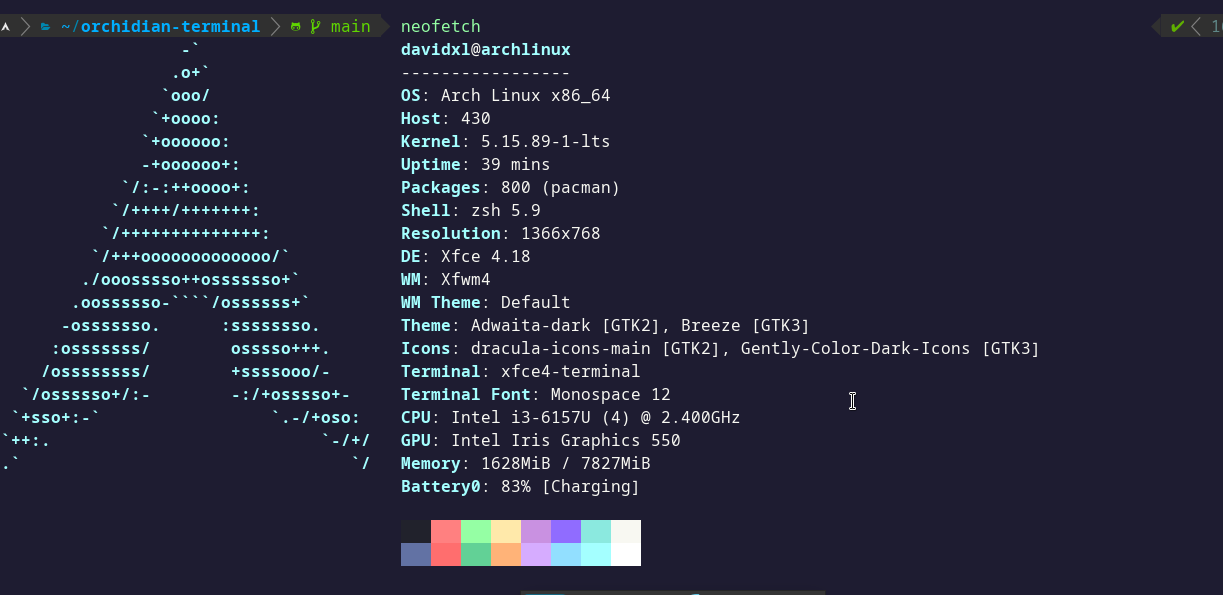 ~/orchidian-terminal main neofetch ✔
-` davidxl@archlinux
.o+` -----------------
`ooo/ OS: Arch Linux x86_64
`+oooo: Host: 430
`+oooooo: Kernel: 5.15.89-1-lts
-+oooooo+: Uptime: 39 mins
`/:-:++oooo+: Packages: 800 (pacman)
`/++++/+++++++: Shell: zsh 5.9
`/++++++++++++++: Resolution: 1366x768
`/+++ooooooooooooo/` DE: Xfce 4.18
./ooosssso++osssssso+` WM: Xfwm4
.oossssso-````/ossssss+` WM Theme: Default
-osssssso. :ssssssso. Theme: Adwaita-dark [GTK2], Breeze [GTK3]
:osssssss/ osssso+++. Icons: dracula-icons-main [GTK2], Gently-Color-Dark-Icons [GTK3]
/ossssssss/ +ssssooo/- Terminal: xfce4-terminal
`/ossssso+/:- -:/+osssso+- Terminal Font: Monospace 12
`+sso+:-` `.-/+oso: CPU: Intel i3-6157U (4) @ 2.400GHz
`++:. `-/+/ GPU: Intel Iris Graphics 550
.` `/ Memory: 1628MiB / 7827MiB
Battery0: 83% [Charging]